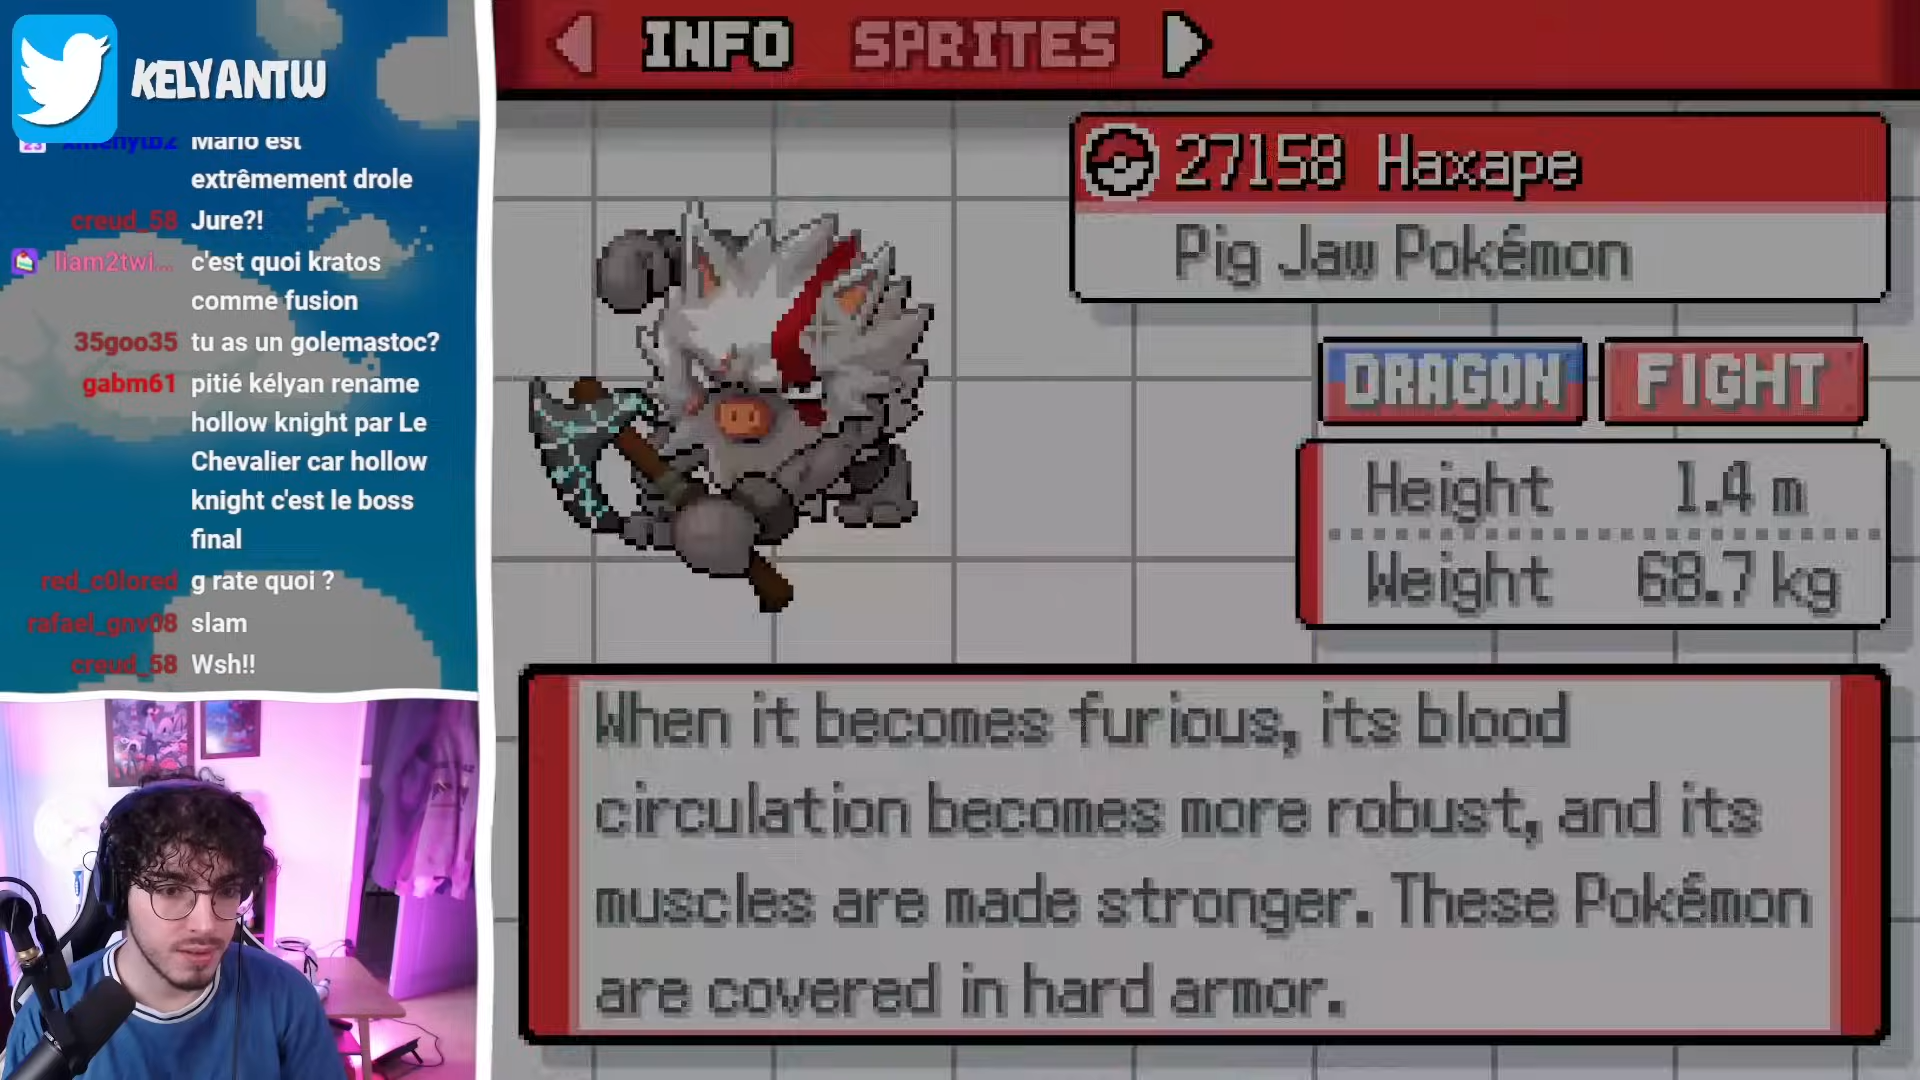 KELYANTW
Mario est
extrêmement drole
creud_58 Jure?!
liam2twi... c'est quoi kratos
comme fusion
35goo35 tu as un golemastoc?
gabm61 pitié kélyan rename
hollow knight par Le
Chevalier car hollow
knight c'est le boss
final
red_c0lored g rate quoi ?
rafael_gnv08 slam
creud_58 Wsh!!
INFO SPRITES
27158 Haxape
Pig Jaw Pokémon
DRAGON FIGHT
Height 1.4 m
Weight 68.7 kg
When it becomes furious, its blood
circulation becomes more robust, and its
muscles are made stronger. These Pokémon
are covered in hard armor.